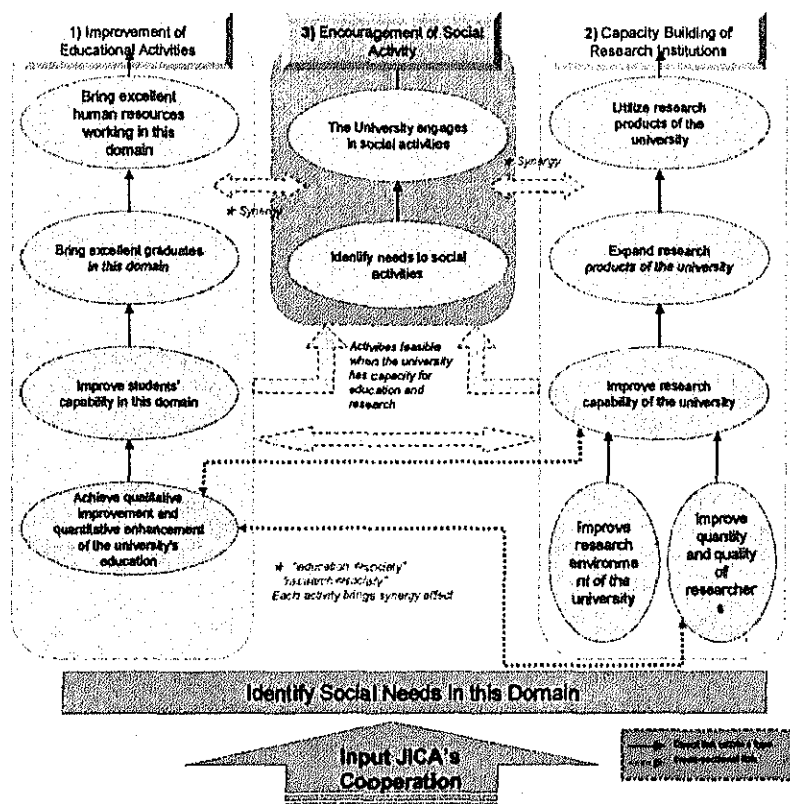 1) Improvement of
Educational Activities
3) Encouragement of Social
Activity
2) Capacity Building of
Research Institutions
Bring excellent
human resources
working in this
domain
The University engages
in social activities
Utilize research
products of the
university
* Synergy
* Synergy
Bring excellent graduates
in this domain
Identify needs to social
activities
Expand research
products of the university
Activities feasible
when the university
has capacity for
education and
research
Improve students'
capability in this domain
Improve research
capability of the university
Achieve qualitative
improvement and
quantitative enhancement
of the university's
education
Improve
research
environme
nt of the
university
Improve
quantity
and quality
of
researcher
s
* "education
Each activity brings synergy effect
Identify Social Needs in this Domain
Input JICA's
Cooperation